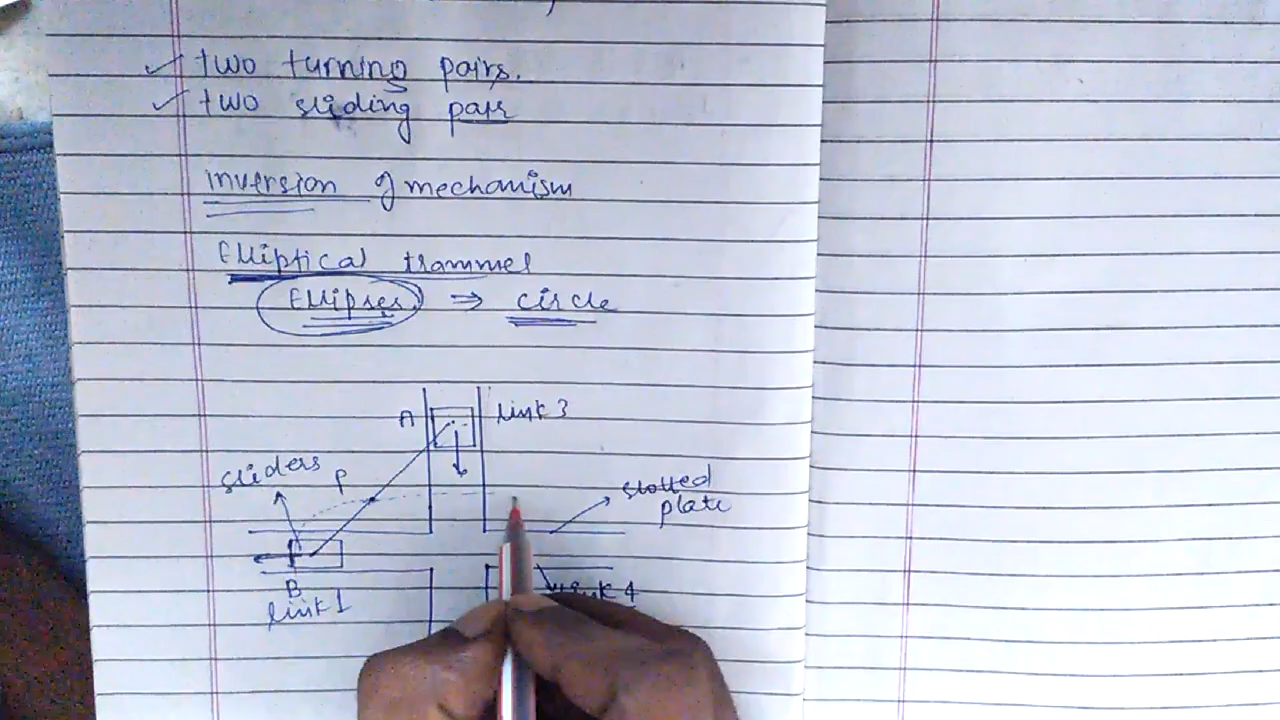 two turning pairs.
two sliding pair
inversion of mechanism
Elliptical trammel
Ellipses ⇒ circle
A
link 3
sliders
P
slotted
plate
B
link 4
link 1